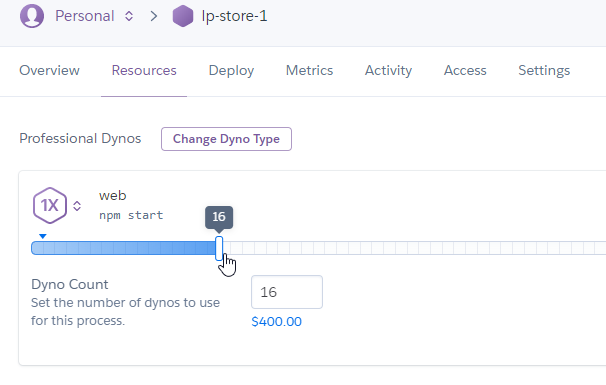 Personal > lp-store-1
Overview Resources Deploy Metrics Activity Access Settings
Professional Dynos Change Dyno Type
1X
web
npm start
16
Dyno Count
Set the number of dynos to use
for this process.
16
$400.00